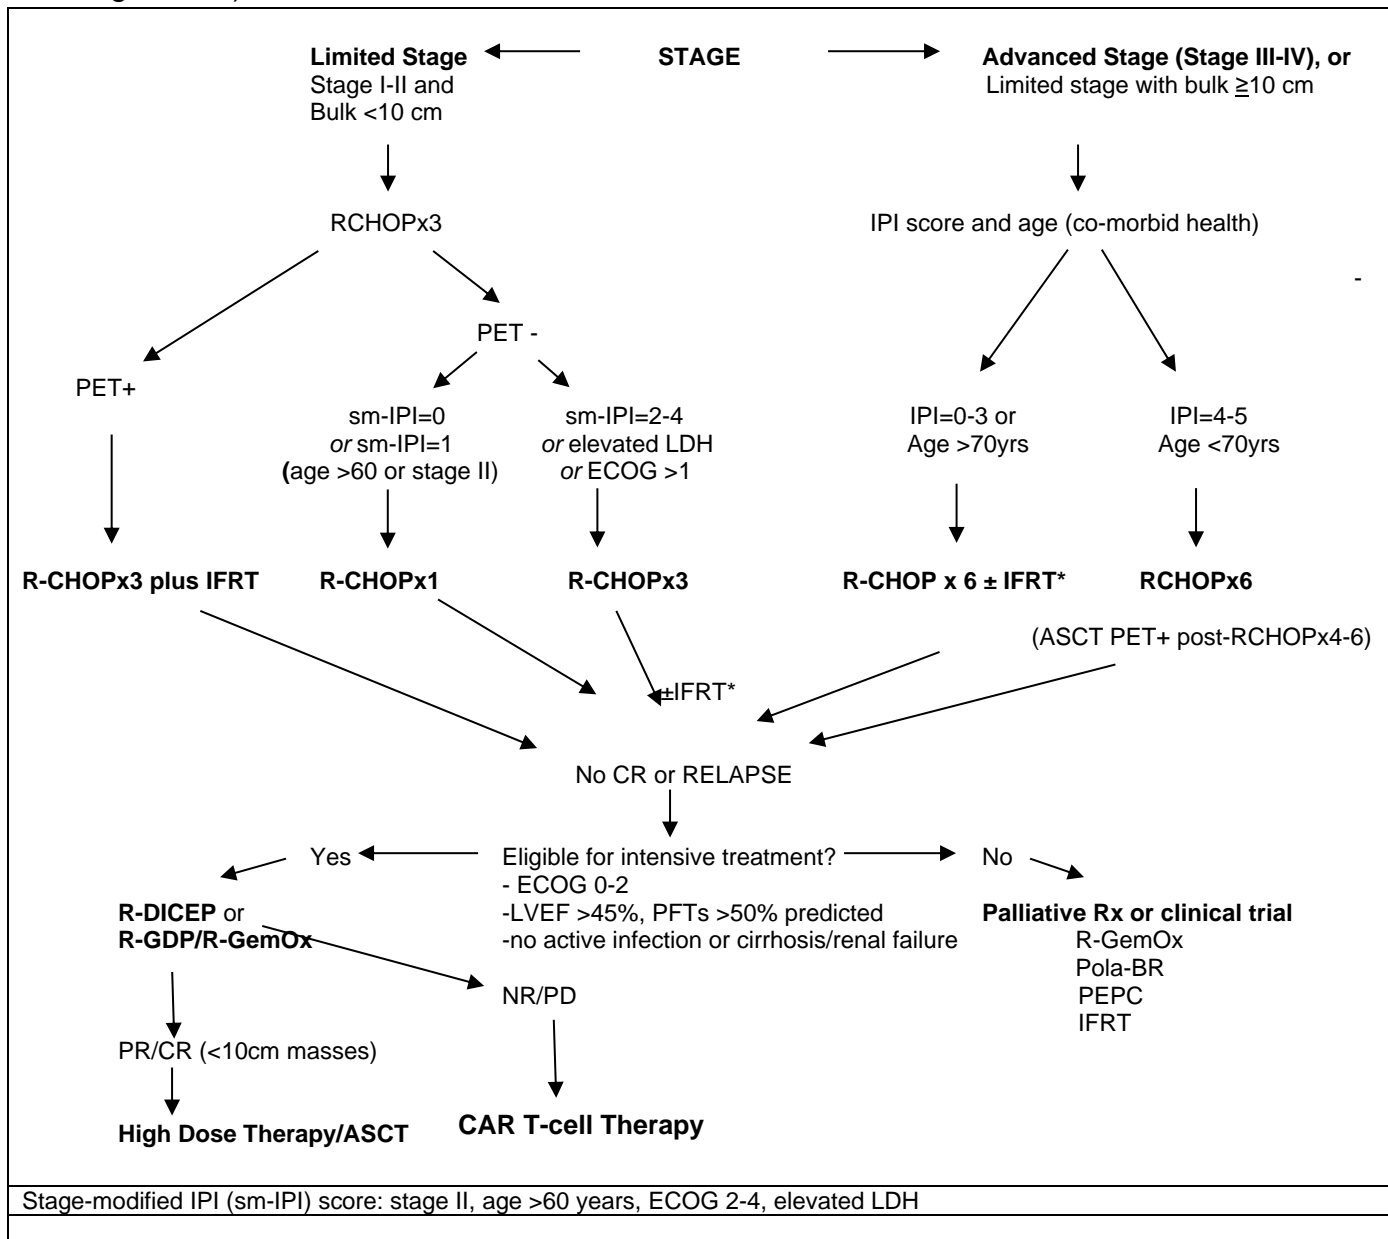 Limited Stage
Stage I-II and
Bulk <10 cm
STAGE
Advanced Stage (Stage III-IV), or
Limited stage with bulk ≥10 cm
RCHOPx3
IPI score and age (co-morbid health)
-
PET -
PET+
sm-IPI=0
or sm-IPI=1
(age >60 or stage II)
sm-IPI=2-4
or elevated LDH
or ECOG >1
IPI=0-3 or
Age >70yrs
IPI=4-5
Age <70yrs
R-CHOPx3 plus IFRT
R-CHOPx1
R-CHOPx3
R-CHOP x 6 ± IFRT*
RCHOPx6
(ASCT PET+ post-RCHOPx4-6)
±IFRT*
No CR or RELAPSE
Yes
Eligible for intensive treatment?
- ECOG 0-2
-LVEF >45%, PFTs >50% predicted
-no active infection or cirrhosis/renal failure
No
R-DICEP or
R-GDP/R-GemOx
Palliative Rx or clinical trial
R-GemOx
Pola-BR
PEPC
IFRT
NR/PD
PR/CR (<10cm masses)
High Dose Therapy/ASCT
CAR T-cell Therapy
Stage-modified IPI (sm-IPI) score: stage II, age >60 years, ECOG 2-4, elevated LDH